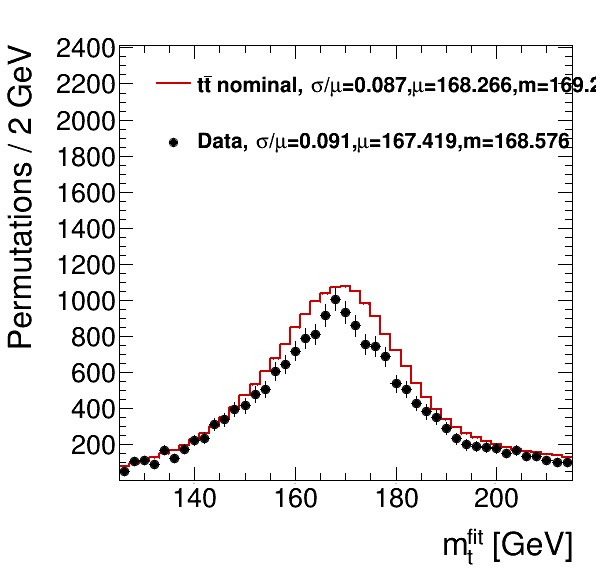 Permutations / 2 GeV
2400
2200
2000
1800
1600
1400
1200
1000
800
600
400
200
tt̄ nominal, σ/μ=0.087,μ=168.266,m=169.2
Data, σ/μ=0.091,μ=167.419,m=168.576
140 160 180 200
m_t^fit [GeV]